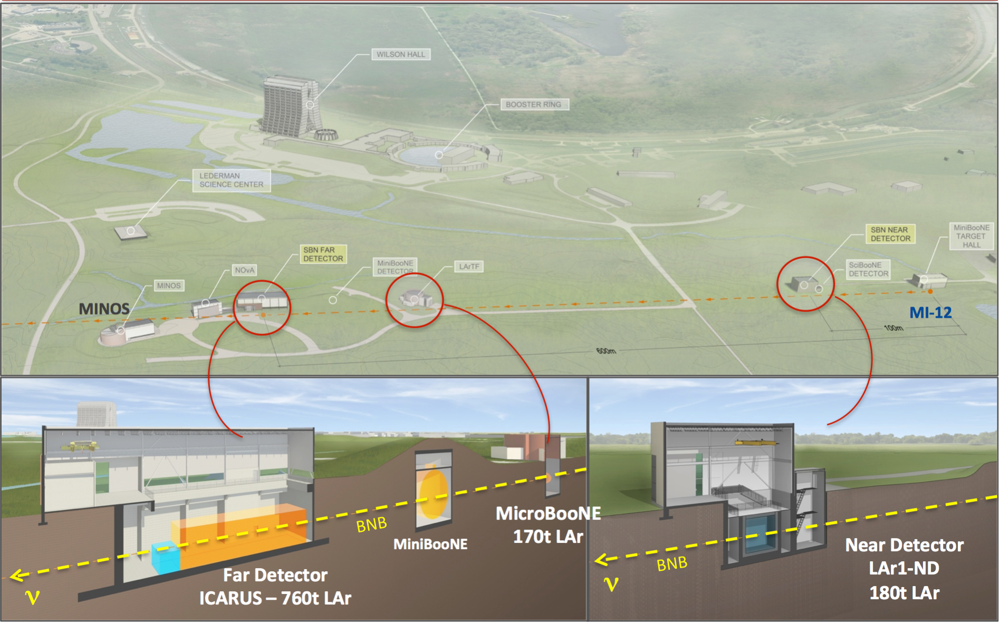 WILSON HALL
BOOSTER RING
LEDERMAN
SCIENCE CENTER
SBN NEAR
DETECTOR
MiniBooNE
TARGET
HALL
SBN FAR
DETECTOR
MiniBooNE
DETECTOR
LArTF
SciBooNE
DETECTOR
NOvA
MINOS
MINOS
MI-12
100m
600m
BNB
MiniBooNE
MicroBooNE
170t LAr
Far Detector
ICARUS – 760t LAr
ν
BNB
ν
Near Detector
LAr1-ND
180t LAr